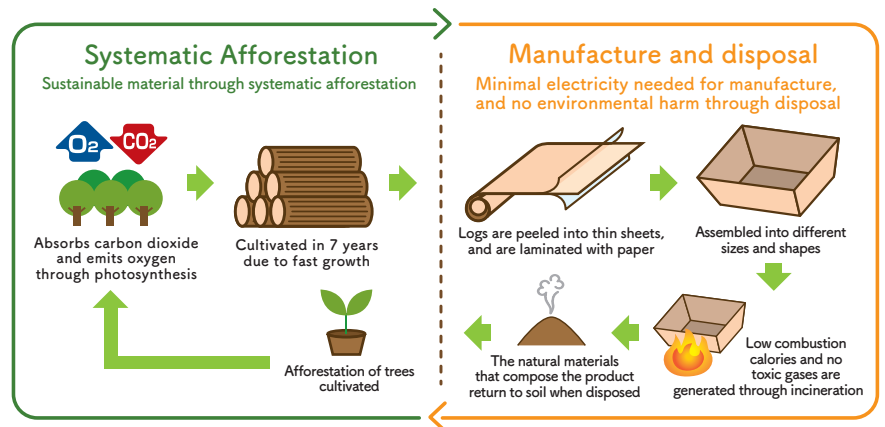 Systematic Afforestation
Sustainable material through systematic afforestation
O2
CO2
Absorbs carbon dioxide
and emits oxygen
through photosynthesis
Cultivated in 7 years
due to fast growth
Afforestation of trees
cultivated
Manufacture and disposal
Minimal electricity needed for manufacture,
and no environmental harm through disposal
Logs are peeled into thin sheets,
and are laminated with paper
Assembled into different
sizes and shapes
Low combustion
calories and no
toxic gases are
generated through incineration
The natural materials
that compose the product
return to soil when disposed